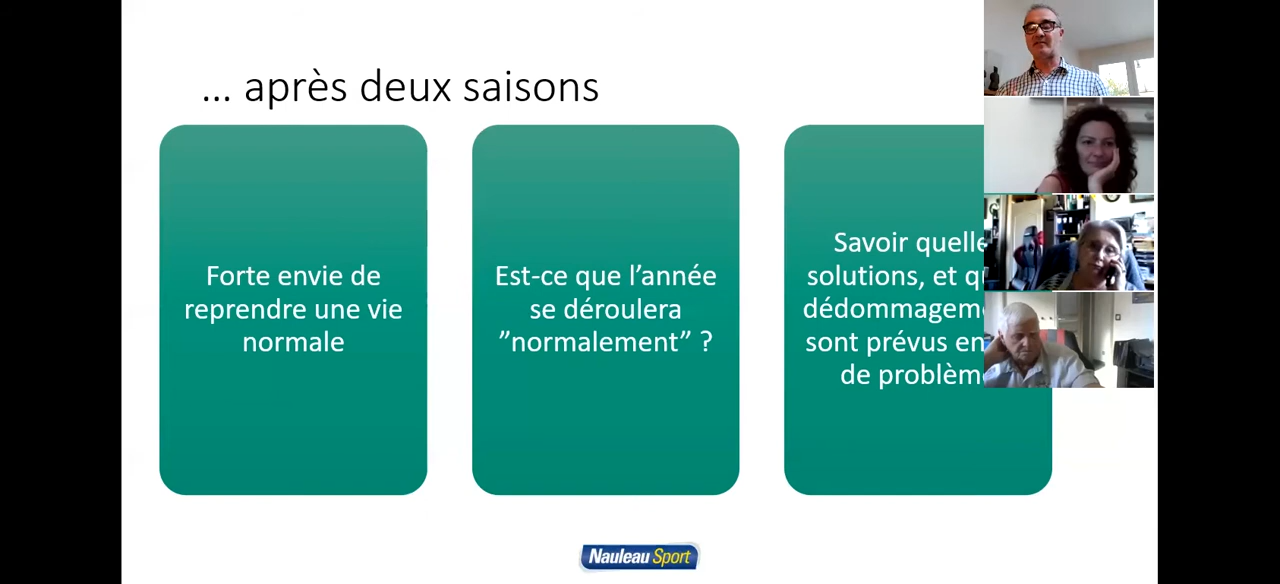 ... après deux saisons
Forte envie de
reprendre une vie
normale
Est-ce que l’année
se déroulera
”normalement” ?
Savoir quelle
solutions, et
sont prévus
de
Nauleau Sport